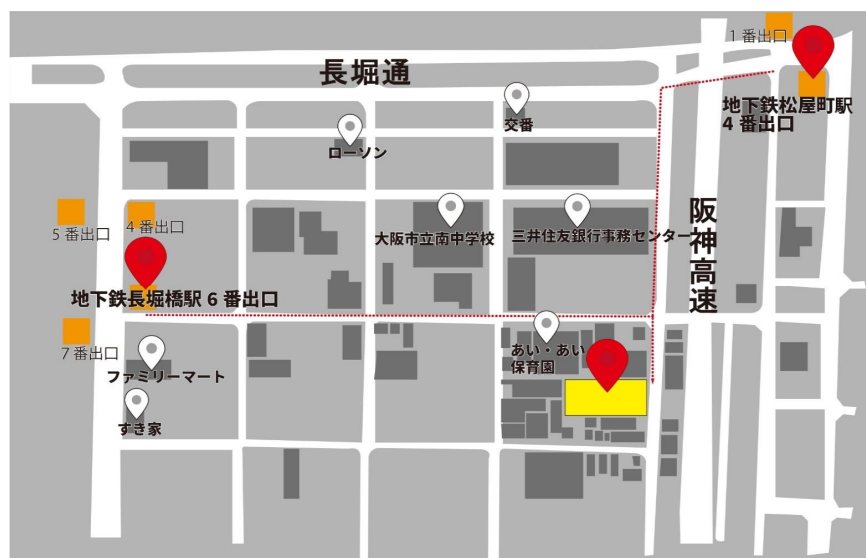 1番出口
長堀通
地下鉄松屋町駅
4番出口
交番
ローソン
5番出口
4番出口
大阪市立南中学校
三井住友銀行事務センター
阪神高速
地下鉄長堀橋駅6番出口
7番出口
あい・あい
保育園
ファミリーマート
すき家